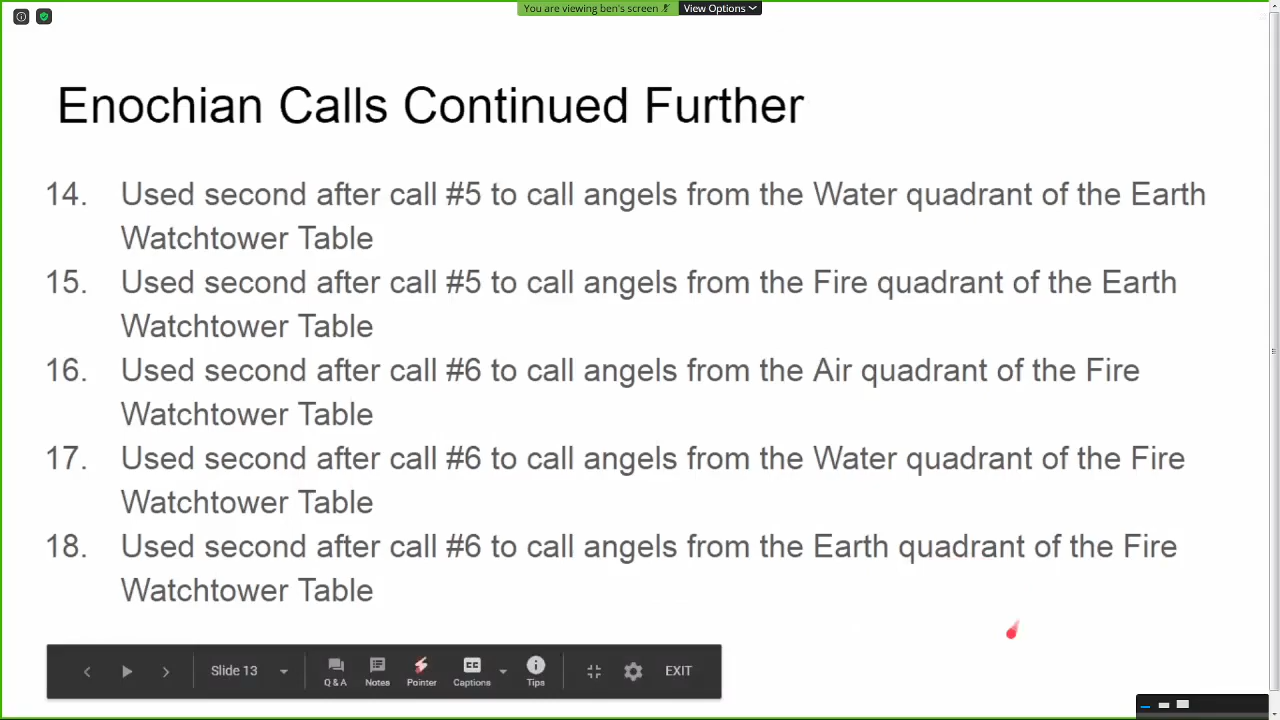 You are viewing ben's screen View Options
Enochian Calls Continued Further
14. Used second after call #5 to call angels from the Water quadrant of the Earth
Watchtower Table
15. Used second after call #5 to call angels from the Fire quadrant of the Earth
Watchtower Table
16. Used second after call #6 to call angels from the Air quadrant of the Fire
Watchtower Table
17. Used second after call #6 to call angels from the Water quadrant of the Fire
Watchtower Table
18. Used second after call #6 to call angels from the Earth quadrant of the Fire
Watchtower Table
Slide 13 Q & A Notes Pointer CC Captions Tips EXIT